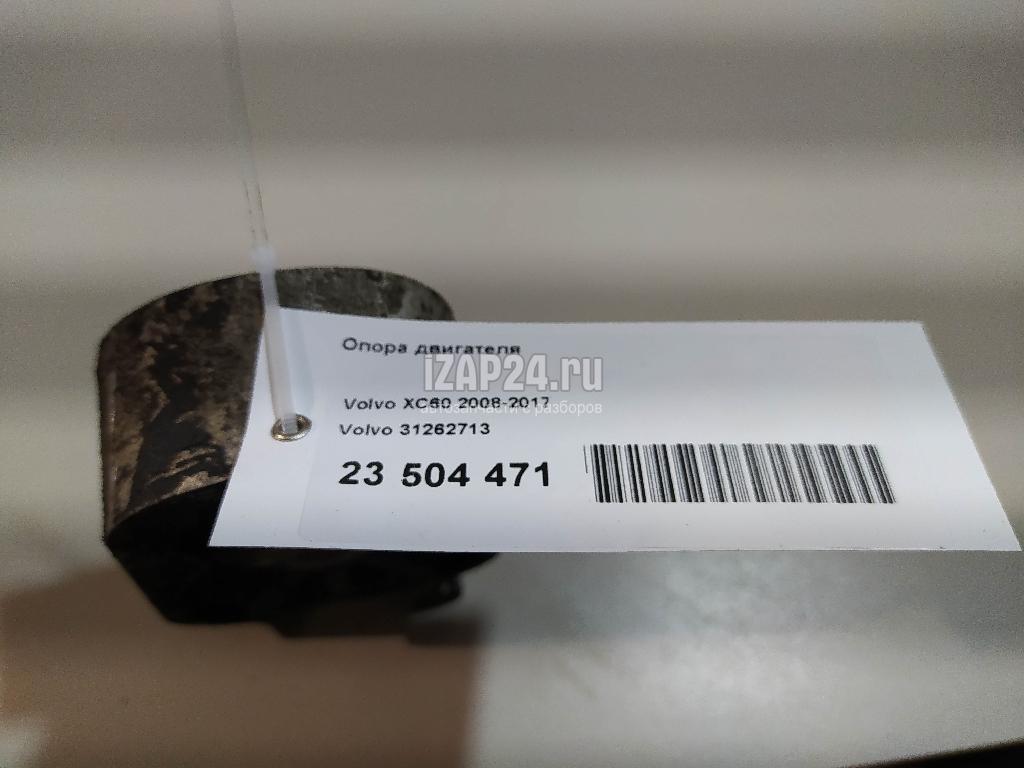 Опора двигателя
iZAP24.ru
Volvo XC60 2008-2017
автозапчасти с разборов
Volvo 31262713
23 504 471